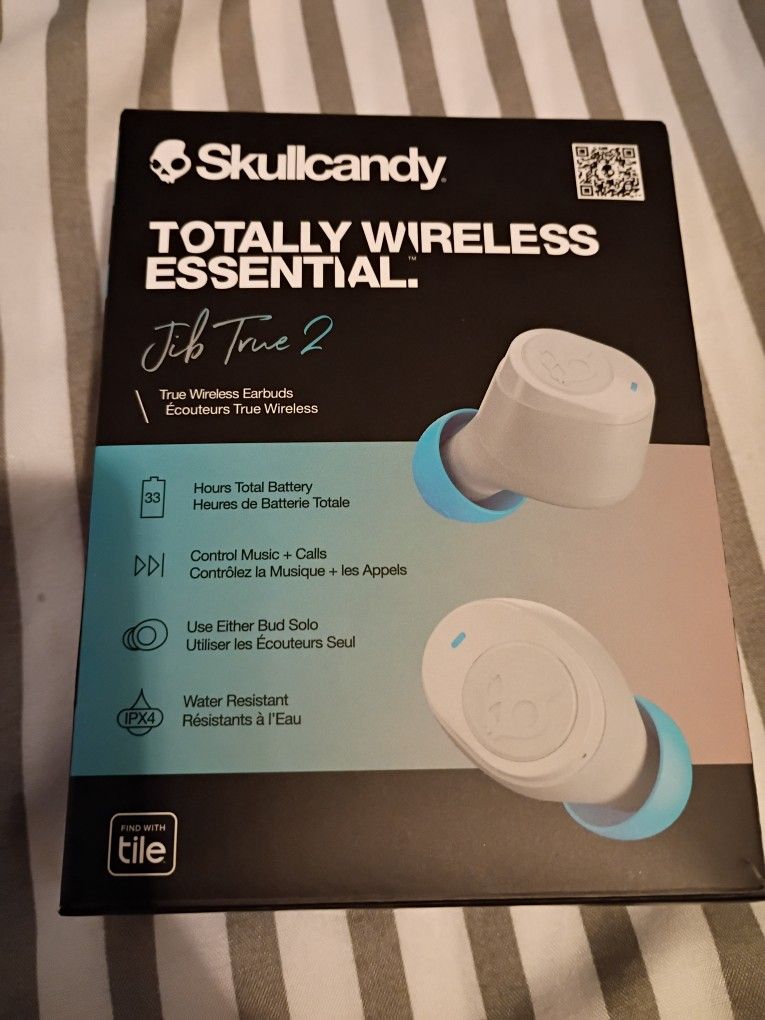 Skullcandy
TOTALLY WIRELESS
ESSENTIAL.™
Jib True 2
True Wireless Earbuds
Écouteurs True Wireless
33
Hours Total Battery
Heures de Batterie Totale
Control Music + Calls
Contrôlez la Musique + les Appels
Use Either Bud Solo
Utiliser les Écouteurs Seul
IPX4
Water Resistant
Résistants à l'Eau
FIND WITH
tile